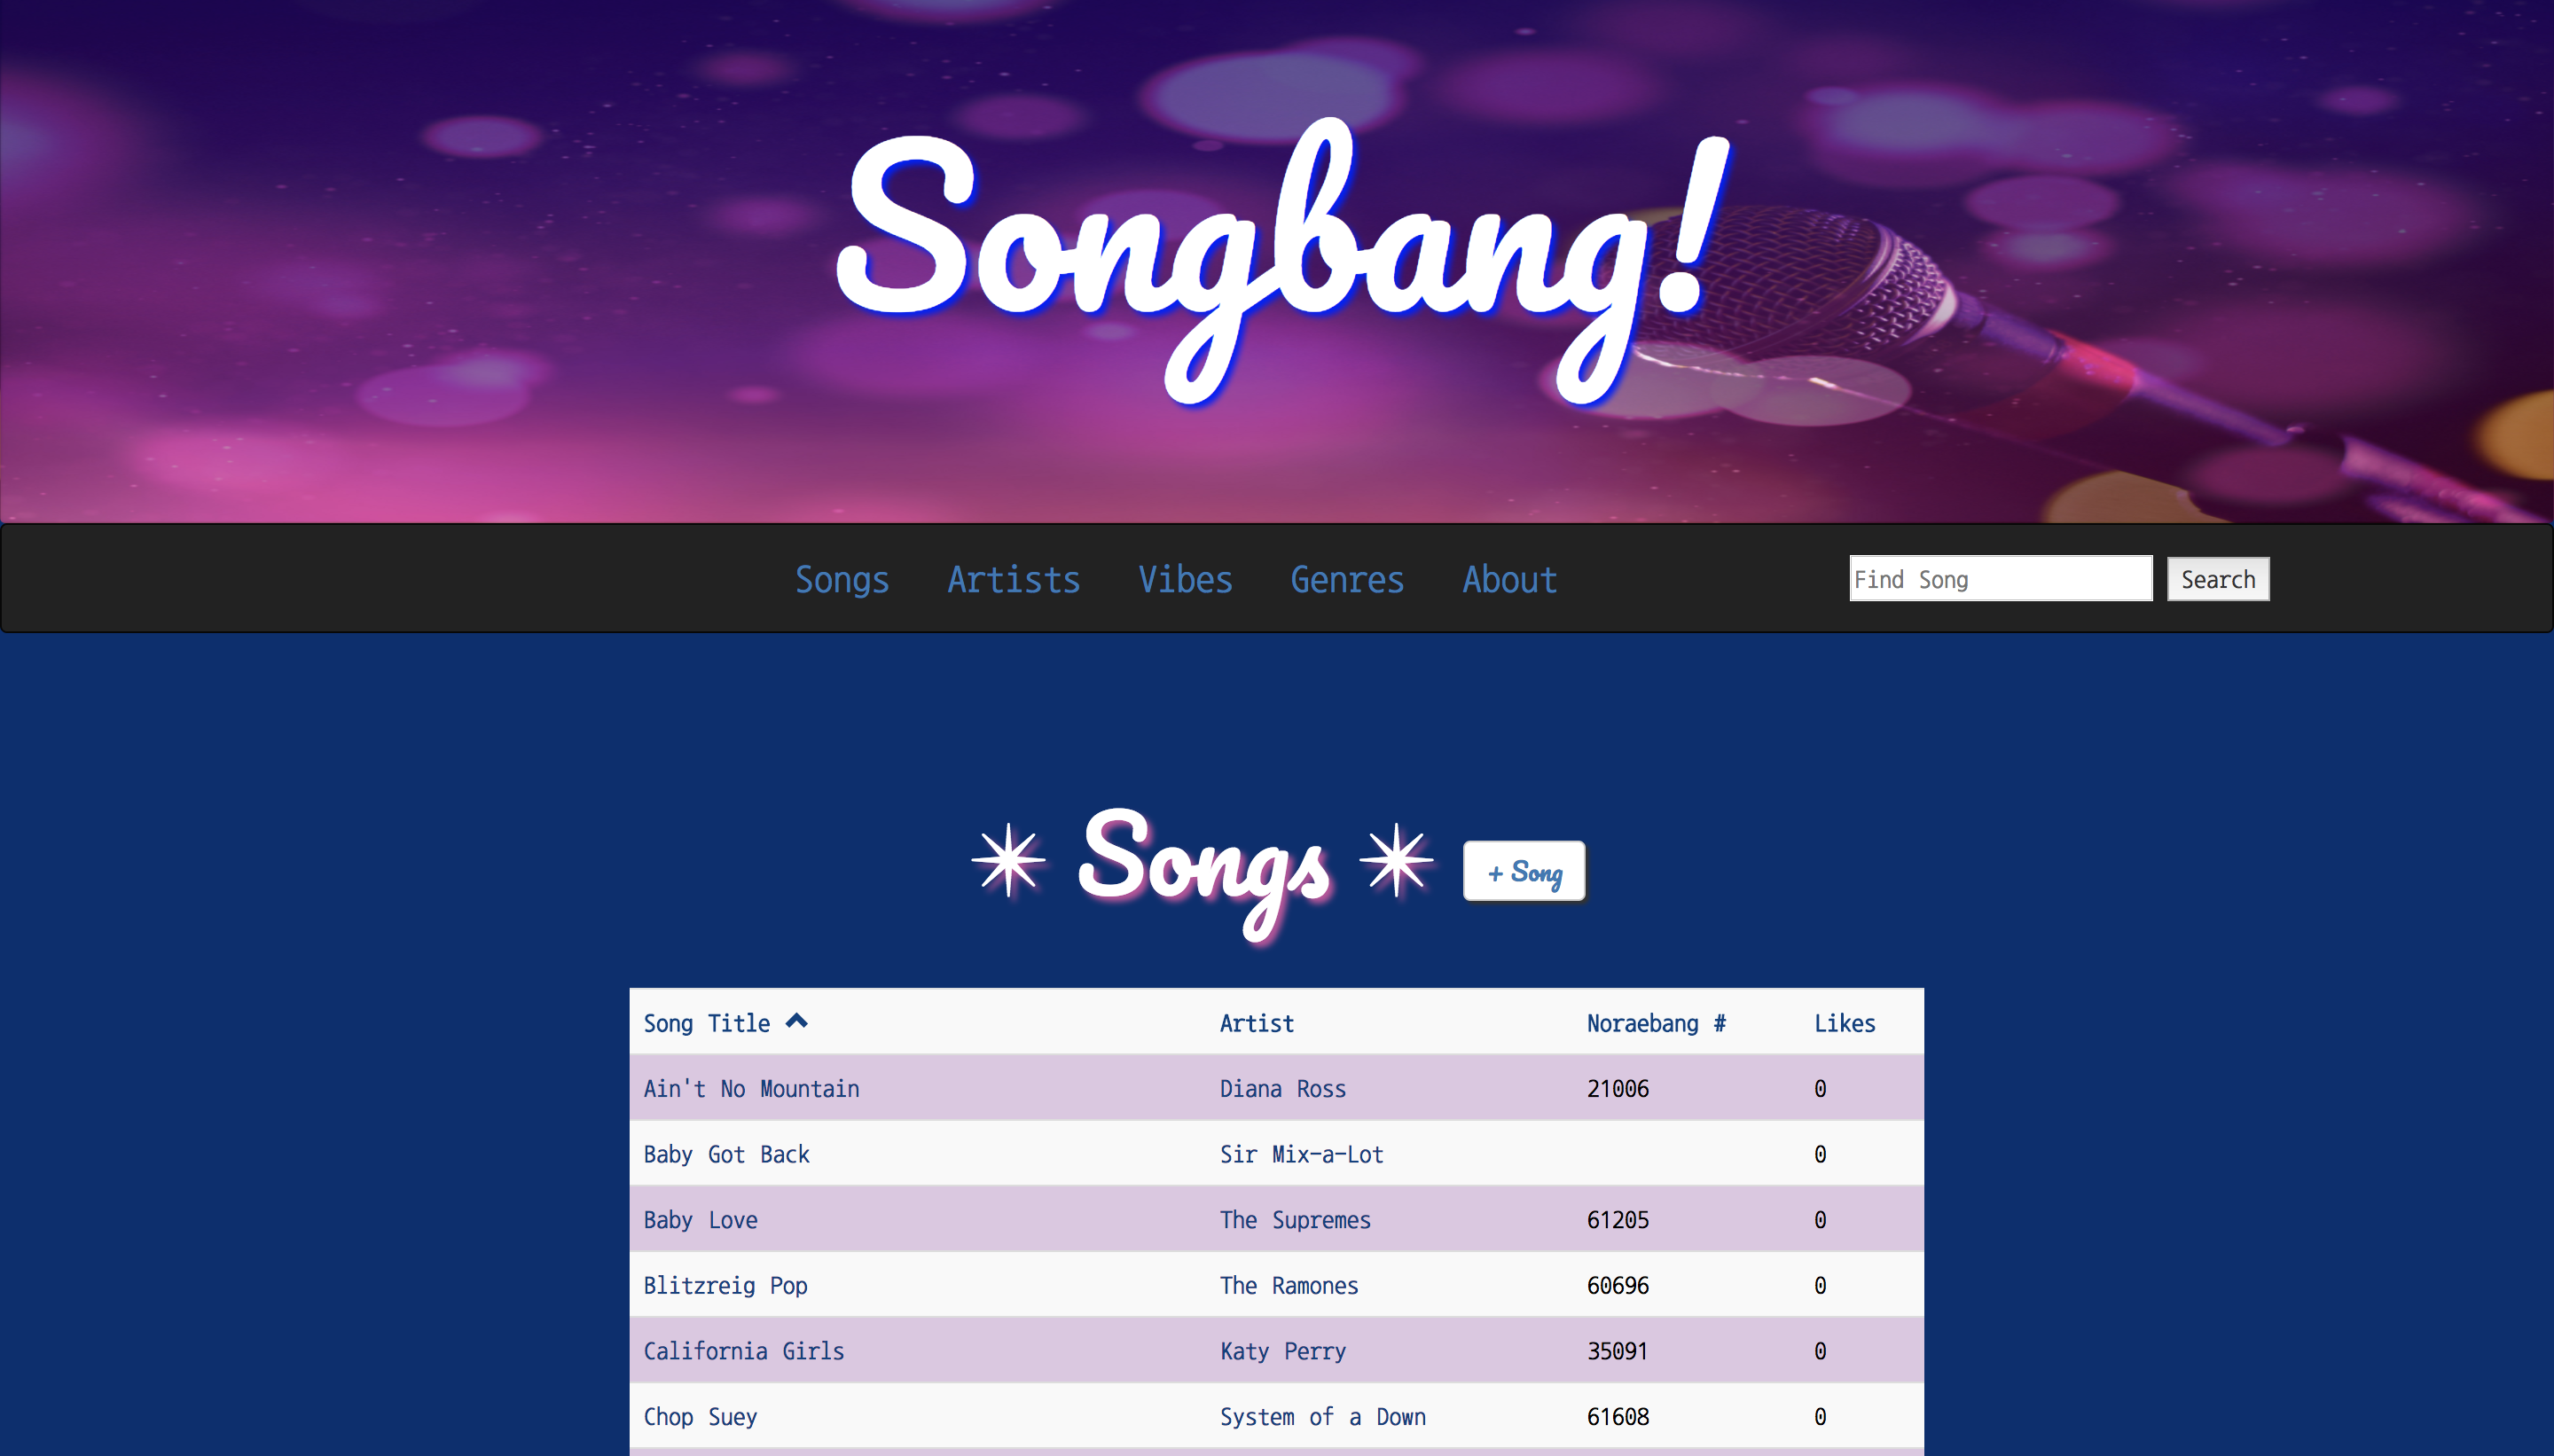 Songbang!
Songs Artists Vibes Genres About Find Song Search
Songs + Song
Song Title Artist Noraebang # Likes
Ain't No Mountain Diana Ross 21006 0
Baby Got Back Sir Mix-a-Lot 0
Baby Love The Supremes 61205 0
Blitzreig Pop The Ramones 60696 0
California Girls Katy Perry 35091 0
Chop Suey System of a Down 61608 0